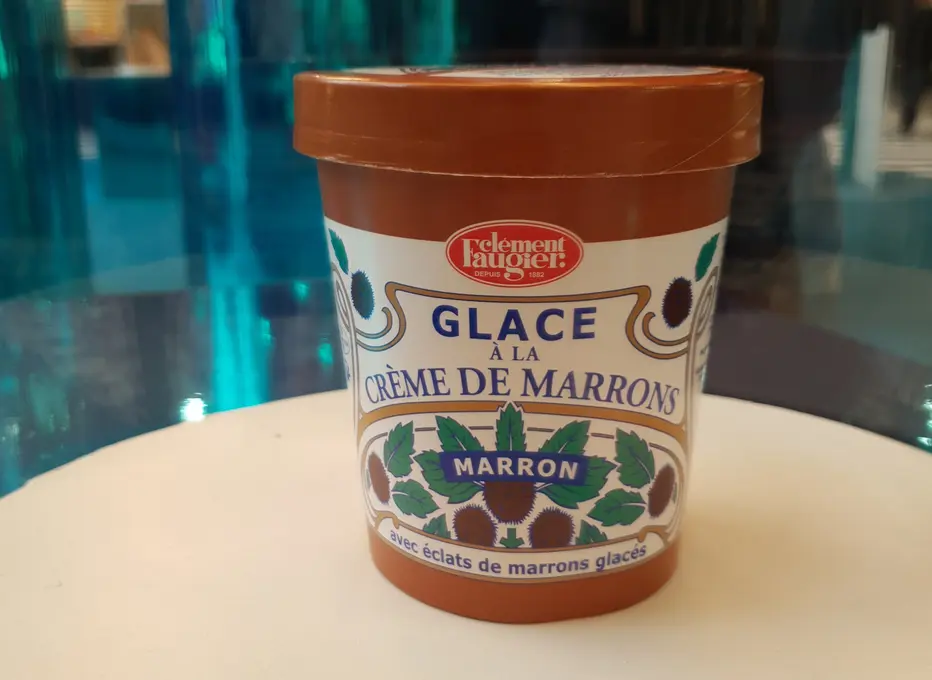 clément
Faugier:
DEPUIS 1882
GLACE
À LA
CRÈME DE MARRONS
MARRON
avec éclats de marrons glacés